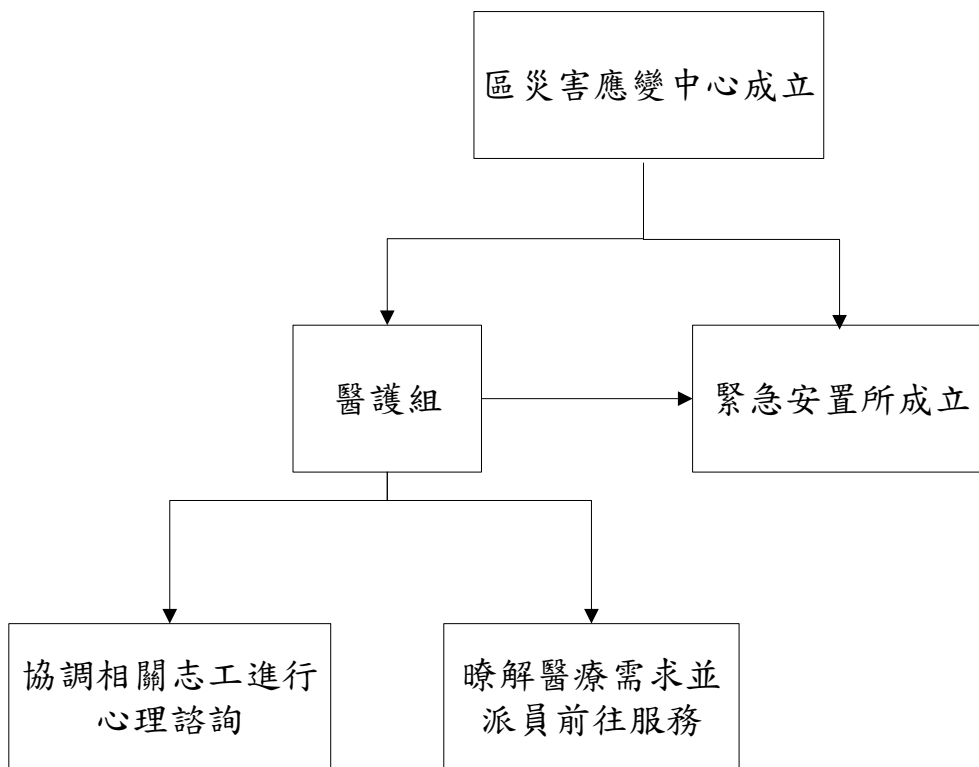 區災害應變中心成立
醫護組
緊急安置所成立
協調相關志工進行
心理諮詢
暸解醫療需求並
派員前往服務